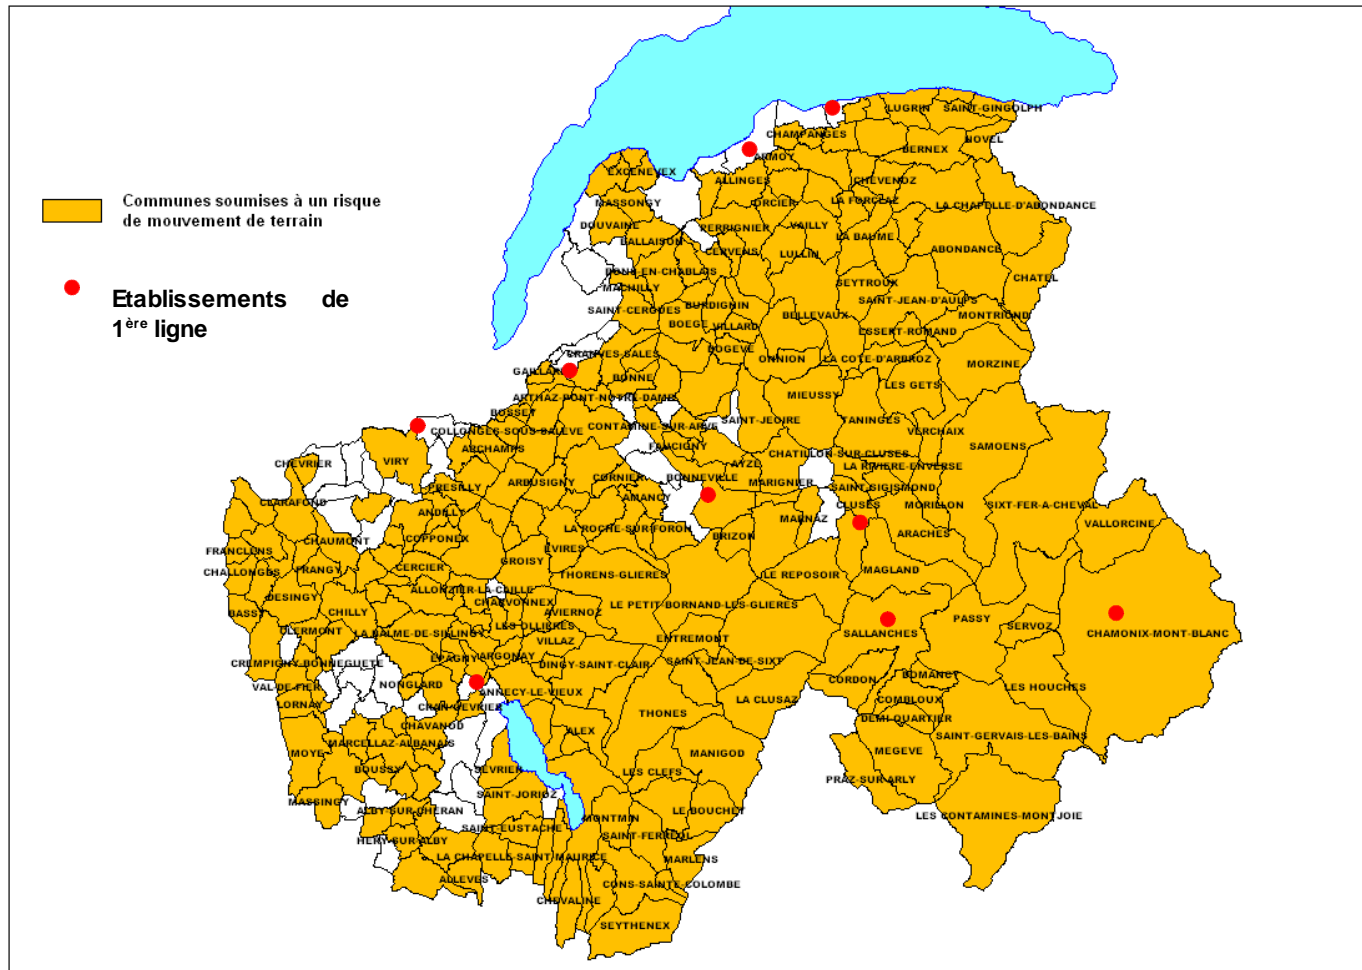 Communes soumises à un risque
de mouvement de terrain
Etablissements de
1ère ligne
LUGRIN
SAINT-GINGOLPH
CHAMPANGES
NOVEL
BERNEX
ARMOY
EXCENEVEX
ALLINGES
CHEVENOZ
MASSONGY
ORCIER
LA FORCLAZ
LA CHAPELLE-D'ABONDANCE
DOUVAINE
PERRIGNIER
VAILLY
LA BAUME
BALLAISON
CERVENS
LULLIN
ABONDANCE
BONS-EN-CHABLAIS
CHATEL
MACHILLY
SEYTROUX
SAINT-JEAN-D'AULPS
SAINT-CERGUES
BURDIGNIN
BELLEVAUX
MONTRIOND
BOEGE
VILLARD
ESSERT-ROMAND
BOGEVE
CRANVES-SALES
ONNION
LA COTE-D'ARBROZ
MORZINE
GAILLARD
BONNE
LES GETS
ARTHAZ-PONT-NOTRE-DAME
MIEUSSY
BOSSEY
SAINT-JEOIRE
TANINGES
CONTAMINE-SUR-ARVE
COLLONGES-SOUS-SALEVE
VERCHAIX
FAUCIGNY
SAMOENS
ARCHAMPS
CHATILLON-SUR-CLUSES
CHEVRIER
VIRY
AYZE
LA RIVIERE-ENVERSE
CORNIER
BONNEVILLE
ARBUSIGNY
MARIGNIER
PRESILLY
SAINT-SIGISMOND
AMANCY
CLARAFOND
CLUSES
MORILLON
SIXT-FER-A-CHEVAL
ANDILLY
MARNAZ
VALLORCINE
LA ROCHE-SUR-FORON
ARACHES
BRIZON
COPPONEX
CHAUMONT
EVIRES
FRANCLENS
GROISY
CERCIER
MAGLAND
CHALLONGES
FRANGY
THORENS-GLIERES
LE REPOSOIR
ALLONZIER-LA-CAILLE
DESINGY
CHARVONNEX
LE PETIT-BORNAND-LES-GLIERES
BASSY
CHILLY
AVIERNOZ
PASSY
LES OLLIERES
SERVOZ
CLERMONT
LA BALME-DE-SILLINGY
SALLANCHES
CHAMONIX-MONT-BLANC
VILLAZ
ENTREMONT
ARGONAY
EPAGNY
SAINT-JEAN-DE-SIXT
CREMPIGNY-BONNEGUETE
DINGY-SAINT-CLAIR
DOMANCY
CORDON
VAL-DE-FIER
NONGLARD
LES HOUCHES
ANNECY-LE-VIEUX
LA CLUSAZ
COMBLOUX
LORNAY
CRAN-GEVRIER
THONES
DEMI-QUARTIER
CHAVANOD
ALEX
SAINT-GERVAIS-LES-BAINS
MARCELLAZ-ALBANAIS
MOYE
MANIGOD
MEGEVE
BOUSSY
SEVRIER
LES CLEFS
PRAZ-SUR-ARLY
SAINT-JORIOZ
MASSINGY
ALBY-SUR-CHERAN
LE BOUCHET
LES CONTAMINES-MONTJOIE
MONTMIN
SAINT-EUSTACHE
SAINT-FERREOL
HERY-SUR-ALBY
LA CHAPELLE-SAINT-MAURICE
MARLENS
ALLEVES
CONS-SAINTE-COLOMBE
CHEVALINE
SEYTHENEX